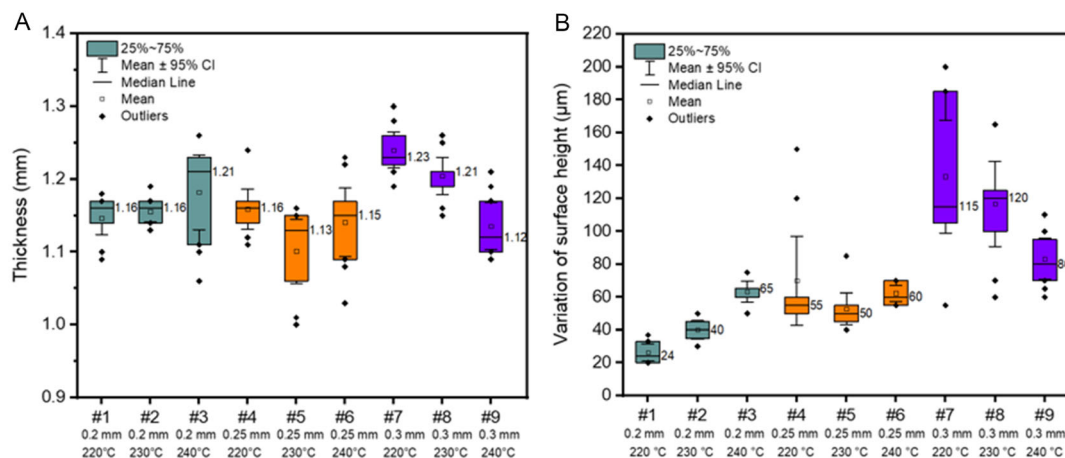 A
1.4
1.3
1.2
1.1
1.0
0.9
Thickness (mm)
25%~75%
Mean ± 95% CI
Median Line
Mean
Outliers
1.16
1.16
1.21
1.16
1.13
1.15
1.23
1.21
1.12
#1 #2 #3 #4 #5 #6 #7 #8 #9
0.2 mm 0.2 mm 0.2 mm 0.25 mm 0.25 mm 0.25 mm 0.3 mm 0.3 mm 0.3 mm
220°C 230°C 240°C 220°C 230°C 240°C 220°C 230°C 240°C
B
220
200
180
160
140
120
100
80
60
40
20
0
Variation of surface height (μm)
25%~75%
Mean ± 95% CI
Median Line
Mean
Outliers
24
40
65
55
50
60
115
120
80
#1 #2 #3 #4 #5 #6 #7 #8 #9
0.2 mm 0.2 mm 0.2 mm 0.25 mm 0.25 mm 0.25 mm 0.3 mm 0.3 mm 0.3 mm
220 °C 230 °C 240 °C 220 °C 230 °C 240 °C 220 °C 230 °C 240 °C